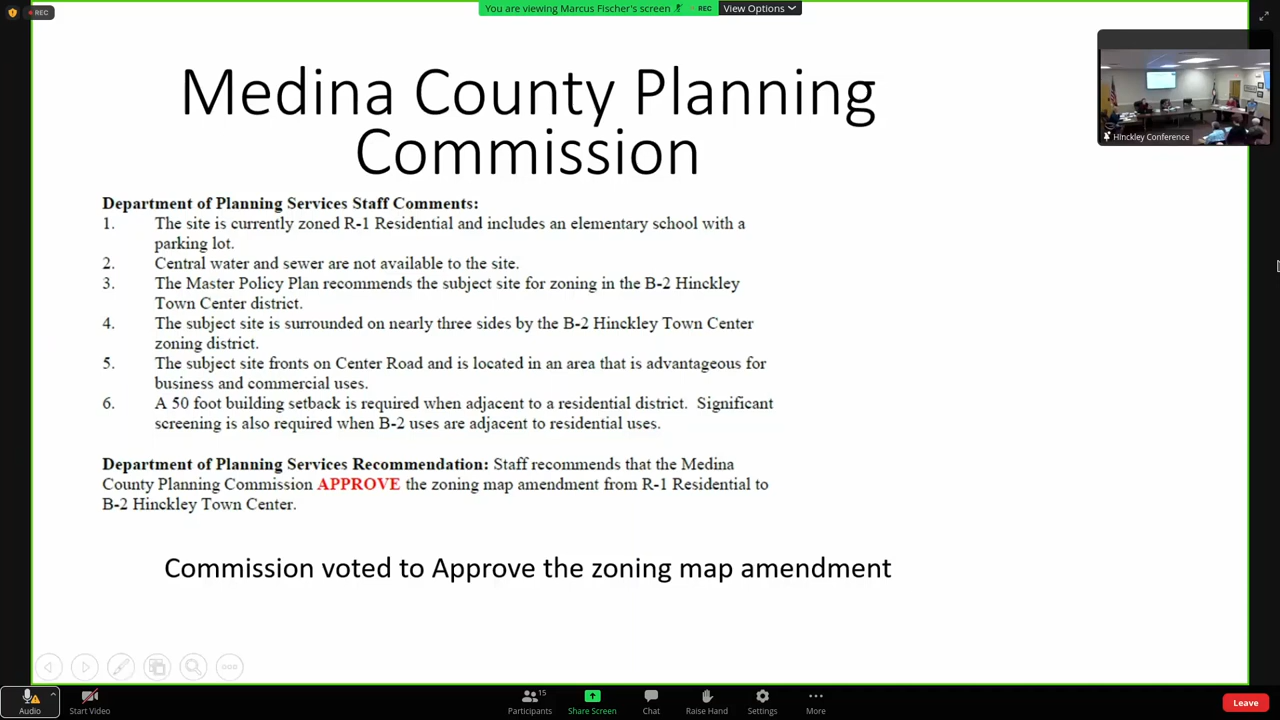 REC
You are viewing Marcus Fischer's screen
REC
View Options
Medina County Planning
Commission
Hinckley Conference
Department of Planning Services Staff Comments:
1. The site is currently zoned R-1 Residential and includes an elementary school with a
parking lot.
2. Central water and sewer are not available to the site.
3. The Master Policy Plan recommends the subject site for zoning in the B-2 Hinckley
Town Center district.
4. The subject site is surrounded on nearly three sides by the B-2 Hinckley Town Center
zoning district.
5. The subject site fronts on Center Road and is located in an area that is advantageous for
business and commercial uses.
6. A 50 foot building setback is required when adjacent to a residential district. Significant
screening is also required when B-2 uses are adjacent to residential uses.
Department of Planning Services Recommendation: Staff recommends that the Medina
County Planning Commission APPROVE the zoning map amendment from R-1 Residential to
B-2 Hinckley Town Center.
Commission voted to Approve the zoning map amendment
Audio
Start Video
15
Participants
Share Screen
Chat
Raise Hand
Settings
More
Leave